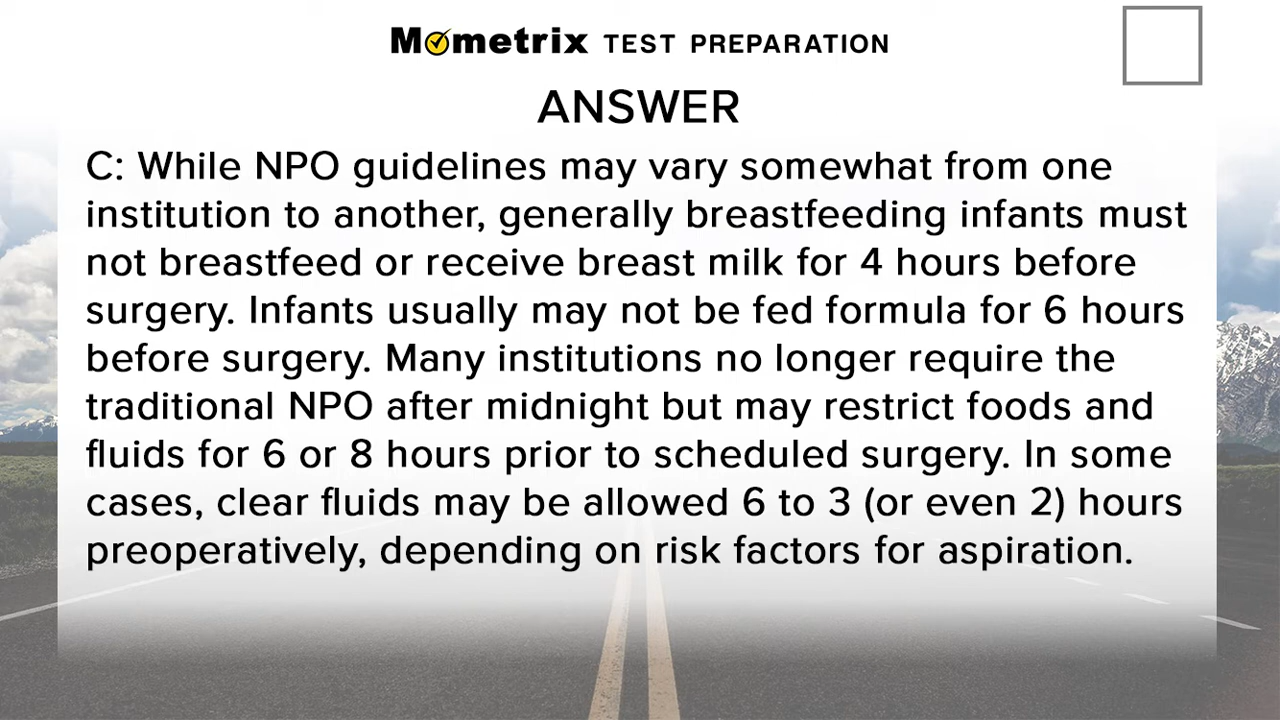 Mometrix TEST PREPARATION
ANSWER
C: While NPO guidelines may vary somewhat from one
institution to another, generally breastfeeding infants must
not breastfeed or receive breast milk for 4 hours before
surgery. Infants usually may not be fed formula for 6 hours
before surgery. Many institutions no longer require the
traditional NPO after midnight but may restrict foods and
fluids for 6 or 8 hours prior to scheduled surgery. In some
cases, clear fluids may be allowed 6 to 3 (or even 2) hours
preoperatively, depending on risk factors for aspiration.